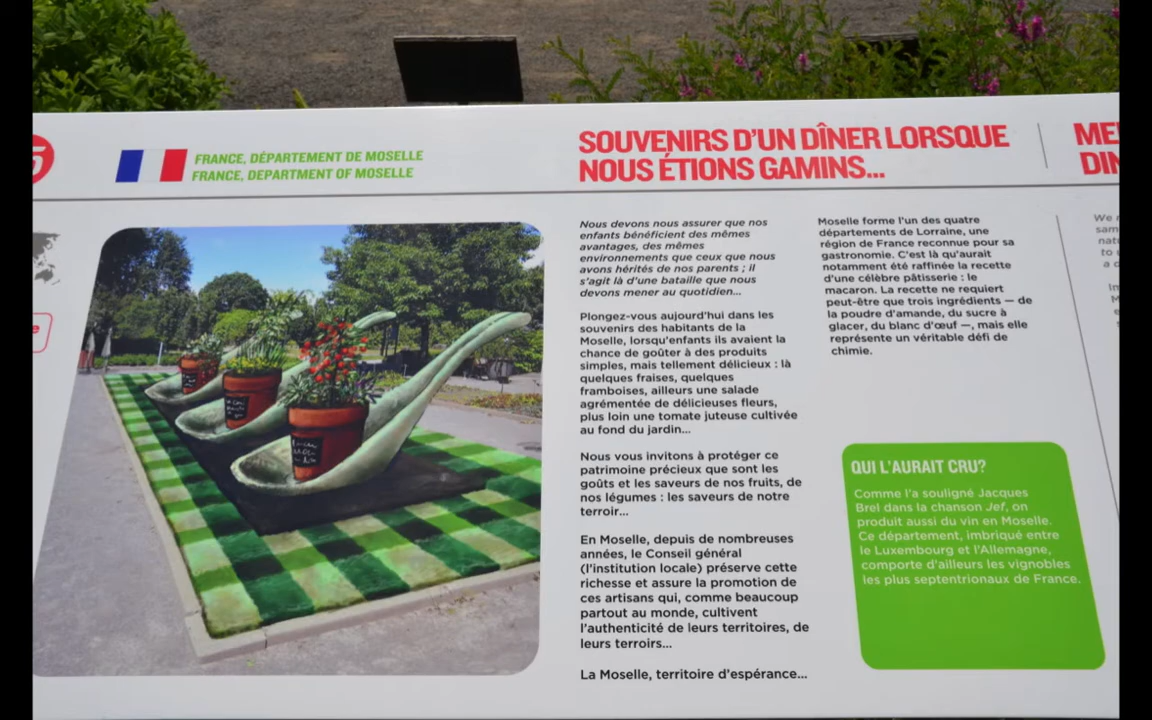 FRANCE, DÉPARTEMENT DE MOSELLE
FRANCE, DEPARTMENT OF MOSELLE
SOUVENIRS D'UN DÎNER LORSQUE
NOUS ÉTIONS GAMINS...
Nous devons nous assurer que nos
enfants bénéficient des mêmes
avantages, des mêmes
environnements que ceux que nous
avons hérités de nos parents ; il
s'agit là d'une bataille que nous
devons mener au quotidien...
Plongez-vous aujourd'hui dans les
souvenirs des habitants de la
Moselle, lorsqu'enfants ils avaient la
chance de goûter à des produits
simples, mais tellement délicieux : là
quelques fraises, quelques
framboises, ailleurs une salade
agrémentée de délicieuses fleurs,
plus loin une tomate juteuse cultivée
au fond du jardin...
Nous vous invitons à protéger ce
patrimoine précieux que sont les
goûts et les saveurs de nos fruits, de
nos légumes : les saveurs de notre
terroir...
En Moselle, depuis de nombreuses
années, le Conseil général
(l'institution locale) préserve cette
richesse et assure la promotion de
ces artisans qui, comme beaucoup
partout au monde, cultivent
l'authenticité de leurs territoires, de
leurs terroirs...
La Moselle, territoire d'espérance...
Moselle forme l'un des quatre
départements de Lorraine, une
région de France reconnue pour sa
gastronomie. C'est là qu'aurait
notamment été raffinée la recette
d'une célèbre pâtisserie : le
macaron. La recette ne requiert
peut-être que trois ingrédients — de
la poudre d'amande, du sucre à
glacer, du blanc d'œuf —, mais elle
représente un véritable défi de
chimie.
QUI L'AURAIT CRU?
Comme l'a souligné Jacques
Brel dans la chanson Jef, on
produit aussi du vin en Moselle.
Ce département, imbriqué entre
le Luxembourg et l'Allemagne,
comporte d'ailleurs les vignobles
les plus septentrionaux de France.
We